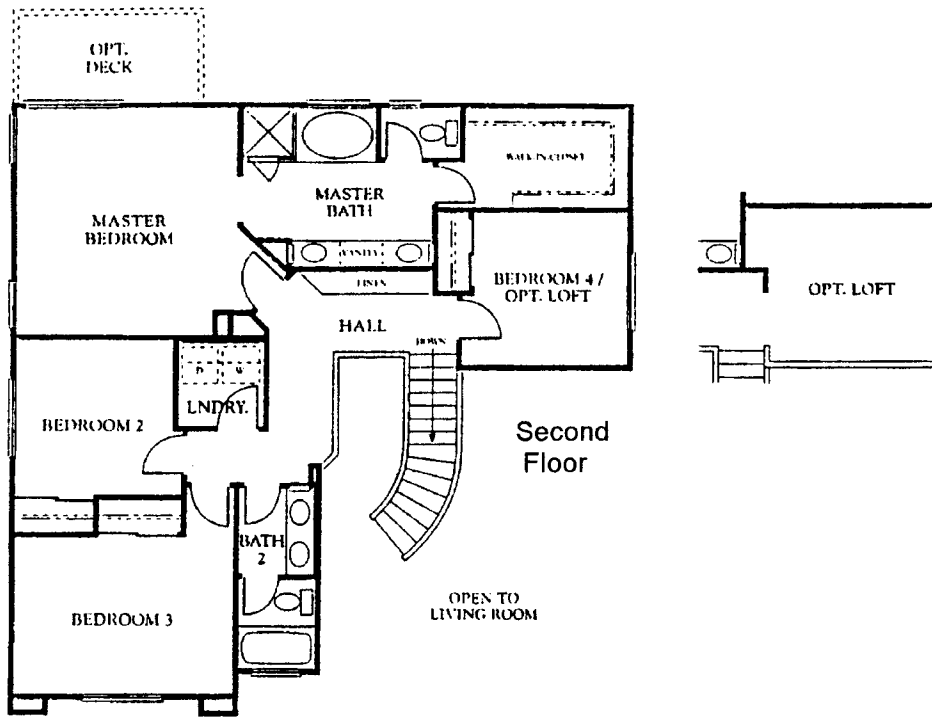 OPT.
DECK
WALK-IN CLOSET
MASTER
BATH
MASTER
BEDROOM
VANITY
LINEN
BEDROOM 4 /
OPT. LOFT
OPT. LOFT
HALL
DOWN
D W
LNDRY.
BEDROOM 2
Second
Floor
BATH
2
OPEN TO
LIVING ROOM
BEDROOM 3